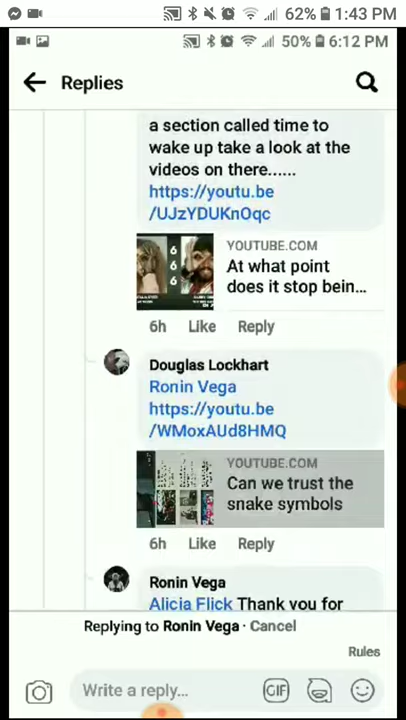 62% 1:43 PM
50% 6:12 PM
Replies
a section called time to
wake up take a look at the
videos on there......
https://youtu.be
/UJzYDUKnOqc
6
6
6
YOUTUBE.COM
At what point
does it stop bein...
6h Like Reply
Douglas Lockhart
Ronin Vega
https://youtu.be
/WMoxAUd8HMQ
YOUTUBE.COM
Can we trust the
snake symbols
6h Like Reply
Ronin Vega
Alicia Flick Thank you for
Replying to Ronin Vega · Cancel
Rules
Write a reply...
GIF